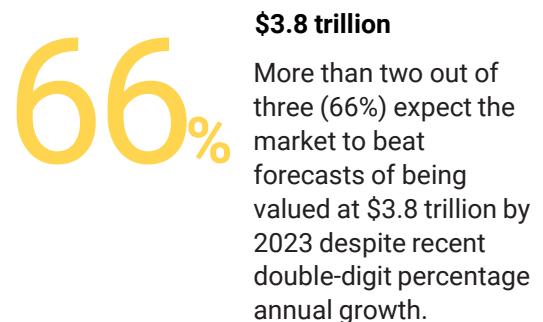 66%
$3.8 trillion
More than two out of
three (66%) expect the
market to beat
forecasts of being
valued at $3.8 trillion by
2023 despite recent
double-digit percentage
annual growth.